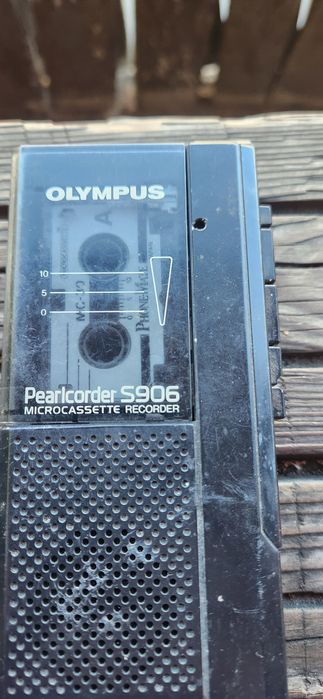 OLYMPUS
A
MC-30
10
5
0
Pearlcorder S906
MICROCASSETTE RECORDER